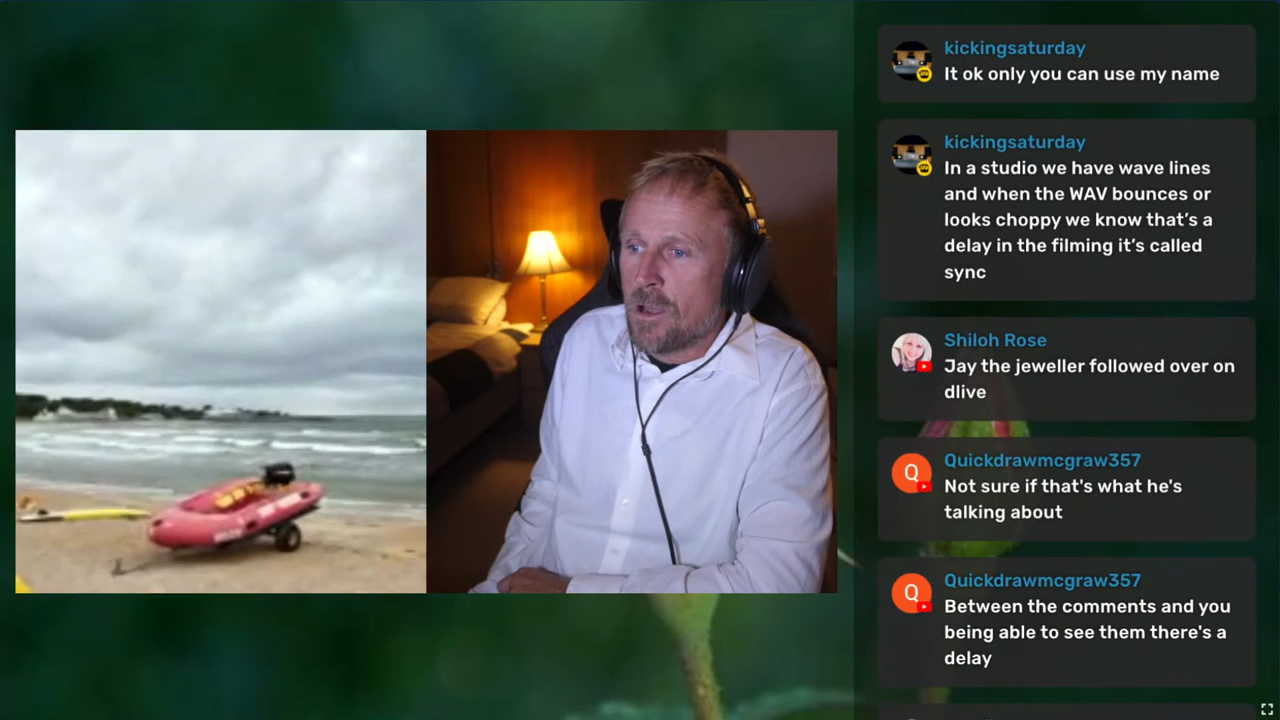 kickingsaturday
It ok only you can use my name
kickingsaturday
In a studio we have wave lines
and when the WAV bounces or
looks choppy we know that’s a
delay in the filming it’s called
sync
Shiloh Rose
Jay the jeweller followed over on
dlive
Quickdrawmcgraw357
Not sure if that's what he's
talking about
Quickdrawmcgraw357
Between the comments and you
being able to see them there's a
delay
Q
Q